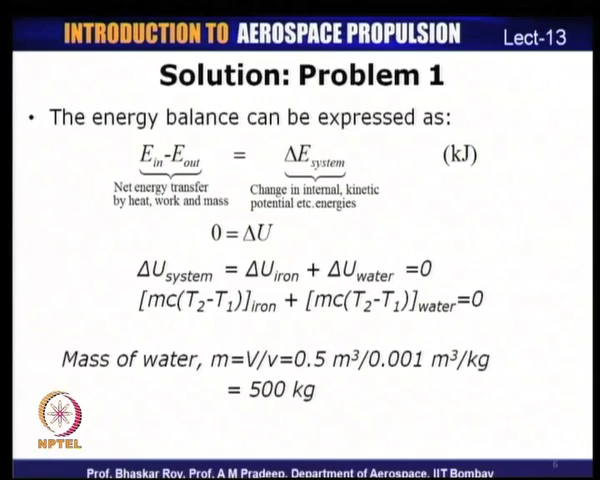 INTRODUCTION TO AEROSPACE PROPULSION Lect-13
Solution: Problem 1
• The energy balance can be expressed as:
E_in-E_out = ΔE_system (kJ)
Net energy transfer by heat, work and mass
Change in internal, kinetic potential etc. energies
0 = ΔU
ΔU_system = ΔU_iron + ΔU_water =0
[mc(T₂-T₁)]_iron + [mc(T₂-T₁)]_water=0
Mass of water, m=V/v=0.5 m³/0.001 m³/kg
= 500 kg
NPTEL
6
Prof. Bhaskar Roy, Prof. A M Pradeep, Department of Aerospace, IIT Bombay